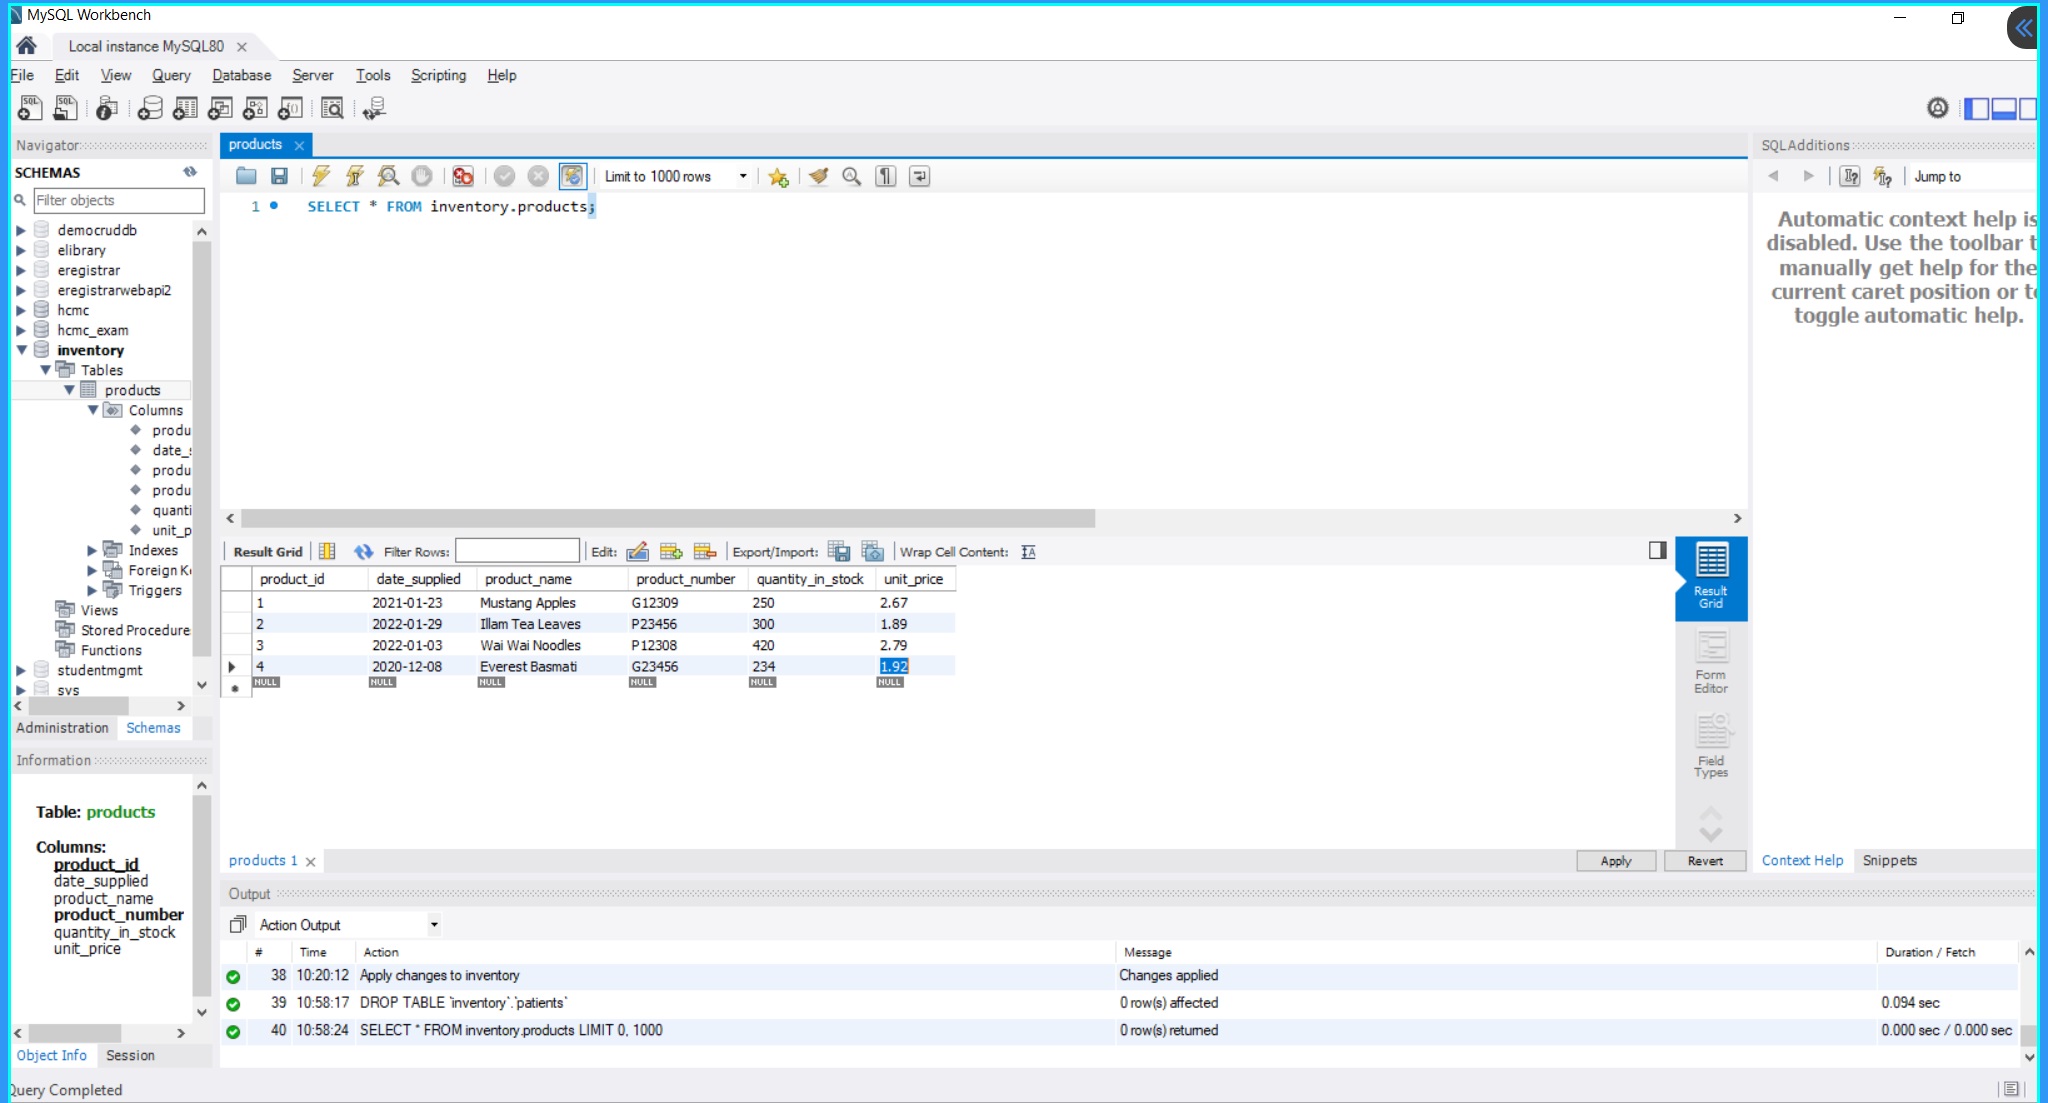 MySQL Workbench
Local instance MySQL80
File Edit View Query Database Server Tools Scripting Help
Navigator
SCHEMAS
Filter objects
democruddb
elibrary
eregistrar
eregistrarwebapi2
hcmc
hcmc_exam
inventory
Tables
products
Columns
produ
date_s
produ
produ
quanti
unit_p
Indexes
Foreign K
Triggers
Views
Stored Procedure
Functions
studentmgmt
sys
Administration Schemas
Information
Table: products
Columns:
product_id
date_supplied
product_name
product_number
quantity_in_stock
unit_price
Object Info Session
Query Completed
products
Limit to 1000 rows
1 SELECT * FROM inventory.products;
Result Grid Filter Rows: Edit: Export/Import: Wrap Cell Content:
product_id date_supplied product_name product_number quantity_in_stock unit_price
1 2021-01-23 Mustang Apples G12309 250 2.67
2 2022-01-29 Illam Tea Leaves P23456 300 1.89
3 2022-01-03 Wai Wai Noodles P12308 420 2.79
4 2020-12-08 Everest Basmati G23456 234 1.92
NULL NULL NULL NULL NULL NULL
Result
Grid
Form
Editor
Field
Types
products 1
Apply Revert
SQLAdditions
Jump to
Automatic context help is
disabled. Use the toolbar t
manually get help for the
current caret position or to
toggle automatic help.
Context Help Snippets
Output
Action Output
# Time Action Message Duration / Fetch
38 10:20:12 Apply changes to inventory Changes applied
39 10:58:17 DROP TABLE `inventory`.`patients` 0 row(s) affected 0.094 sec
40 10:58:24 SELECT * FROM inventory.products LIMIT 0, 1000 0 row(s) returned 0.000 sec / 0.000 sec